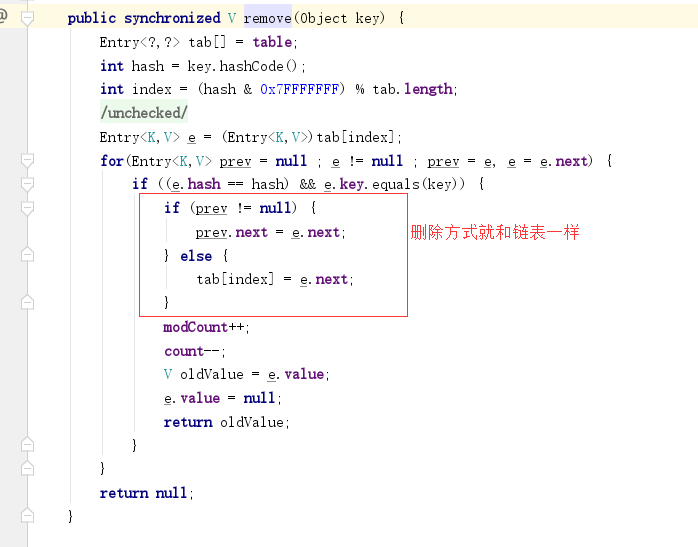 @
public synchronized V remove(Object key) {
Entry<?,?> tab[] = table;
int hash = key.hashCode();
int index = (hash & 0x7FFFFFFF) % tab.length;
/unchecked/
Entry<K,V> e = (Entry<K,V>)tab[index];
for(Entry<K,V> prev = null ; e != null ; prev = e, e = e.next) {
if ((e.hash == hash) && e.key.equals(key)) {
if (prev != null) {
prev.next = e.next; 删除方式就和链表一样
} else {
tab[index] = e.next;
}
modCount++;
count--;
V oldValue = e.value;
e.value = null;
return oldValue;
}
}
return null;
}